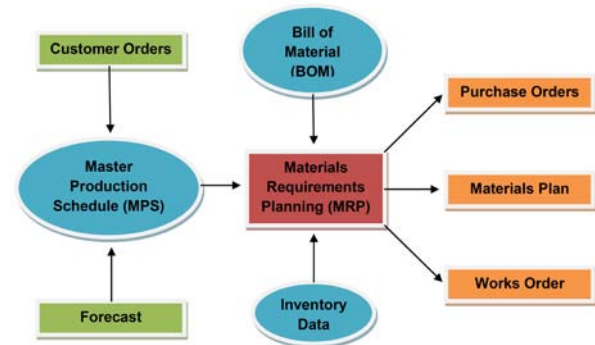 Customer Orders
Bill of
Material
(BOM)
Purchase Orders
Master
Production
Schedule (MPS)
Materials
Requirements
Planning (MRP)
Materials Plan
Works Order
Forecast
Inventory
Data